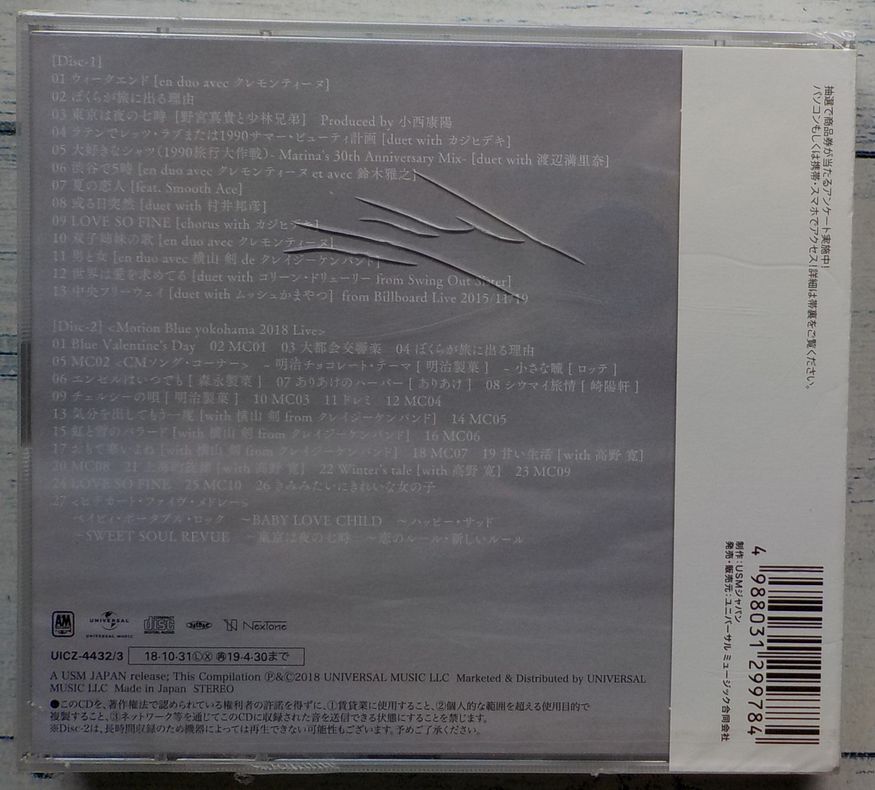 [Disc-1]
01 ウィークエンド [en duo avec クレモンティーヌ]
02 ぼくらが旅に出る理由
03 東京は夜の七時 [野宮真貴と少林兄弟] Produced by 小西康陽
04 ラテンでレッツ・ラブまたは1990サマー・ビューティ計画 [duet with カジヒデキ]
05 大好きなシャツ(1990旅行大作戦)- Marina's 30th Anniversary Mix- [duet with 渡辺満里奈]
06 渋谷で5時 [en duo avec クレモンティーヌ et avec 鈴木雅之]
07 夏の恋人 [feat. Smooth Ace]
08 或る日突然 [duet with 村井邦彦]
09 LOVE SO FINE [chorus with カジヒデキ]
10 双子姉妹の歌 [en duo avec クレモンティーヌ]
11 男と女 [en duo avec 横山 剣 de クレイジーケンバンド]
12 世界は愛を求めてる [duet with コリーン・ドリューリー from Swing Out Sister]
13 中央フリーウェイ [duet with ムッシュかまやつ] from Billboard Live 2015/11/19
[Disc-2] <Motion Blue yokohama 2018 Live>
01 Blue Valentine's Day 02 MC01 03 大都会交響楽 04 ぼくらが旅に出る理由
05 MC02 <CMソング・コーナー> - 明治チョコレート・テーマ [ 明治製菓 ] - 小さな瞳 [ ロッテ ]
06 エンゼルはいつでも [ 森永製菓 ] 07 ありあけのハーバー [ ありあけ ] 08 シウマイ旅情 [ 崎陽軒 ]
09 チェルシーの唄 [ 明治製菓 ] 10 MC03 11 ドレミ 12 MC04
13 気分を出してもう一度 [with 横山 剣 from クレイジーケンバンド] 14 MC05
15 虹と雪のバラード [with 横山 剣 from クレイジーケンバンド] 16 MC06
17 おもて寒いよね [with 横山 剣 from クレイジーケンバンド] 18 MC07 19 甘い生活 [with 高野 寛]
20 MC08 21 上海的旋律 [with 高野 寛] 22 Winter's tale [with 高野 寛] 23 MC09
24 LOVE SO FINE 25 MC10 26 きみみたいにきれいな女の子
27 <ピチカート・ファイヴ・メドレー>
ベイビィ・ポータブル・ロック ～BABY LOVE CHILD ～ハッピー・サッド
～SWEET SOUL REVUE ～東京は夜の七時 ～恋のルール・新しいルール
A&M
UNIVERSAL
UNIVERSAL MUSIC
COMPACT disc DIGITAL AUDIO
NexTone
UICZ-4432/3 18・10・31Ⓛ Ⓧ ㊢19・4・30まで
A USM JAPAN release; This Compilation Ⓟ&Ⓒ2018 UNIVERSAL MUSIC LLC Marketed & Distributed by UNIVERSAL
MUSIC LLC Made in Japan STEREO
●このCDを、著作権法で認められている権利者の許諾を得ずに、①賃貸業に使用すること、②個人的な範囲を超える使用目的で
複製すること、③ネットワーク等を通じてこのCDに収録された音を送信できる状態にすることを禁じます。
※Disc-2は、長時間収録のため機器によっては再生できない可能性もございます。予めご了承ください。
抽選で商品券が当たるアンケート実施中!
パソコンもしくは携帯・スマホでアクセス!詳細は帯裏をご覧ください。
制作:USMジャパン
発売・販売元:ユニバーサル ミュージック合同会社
4 988031 299784